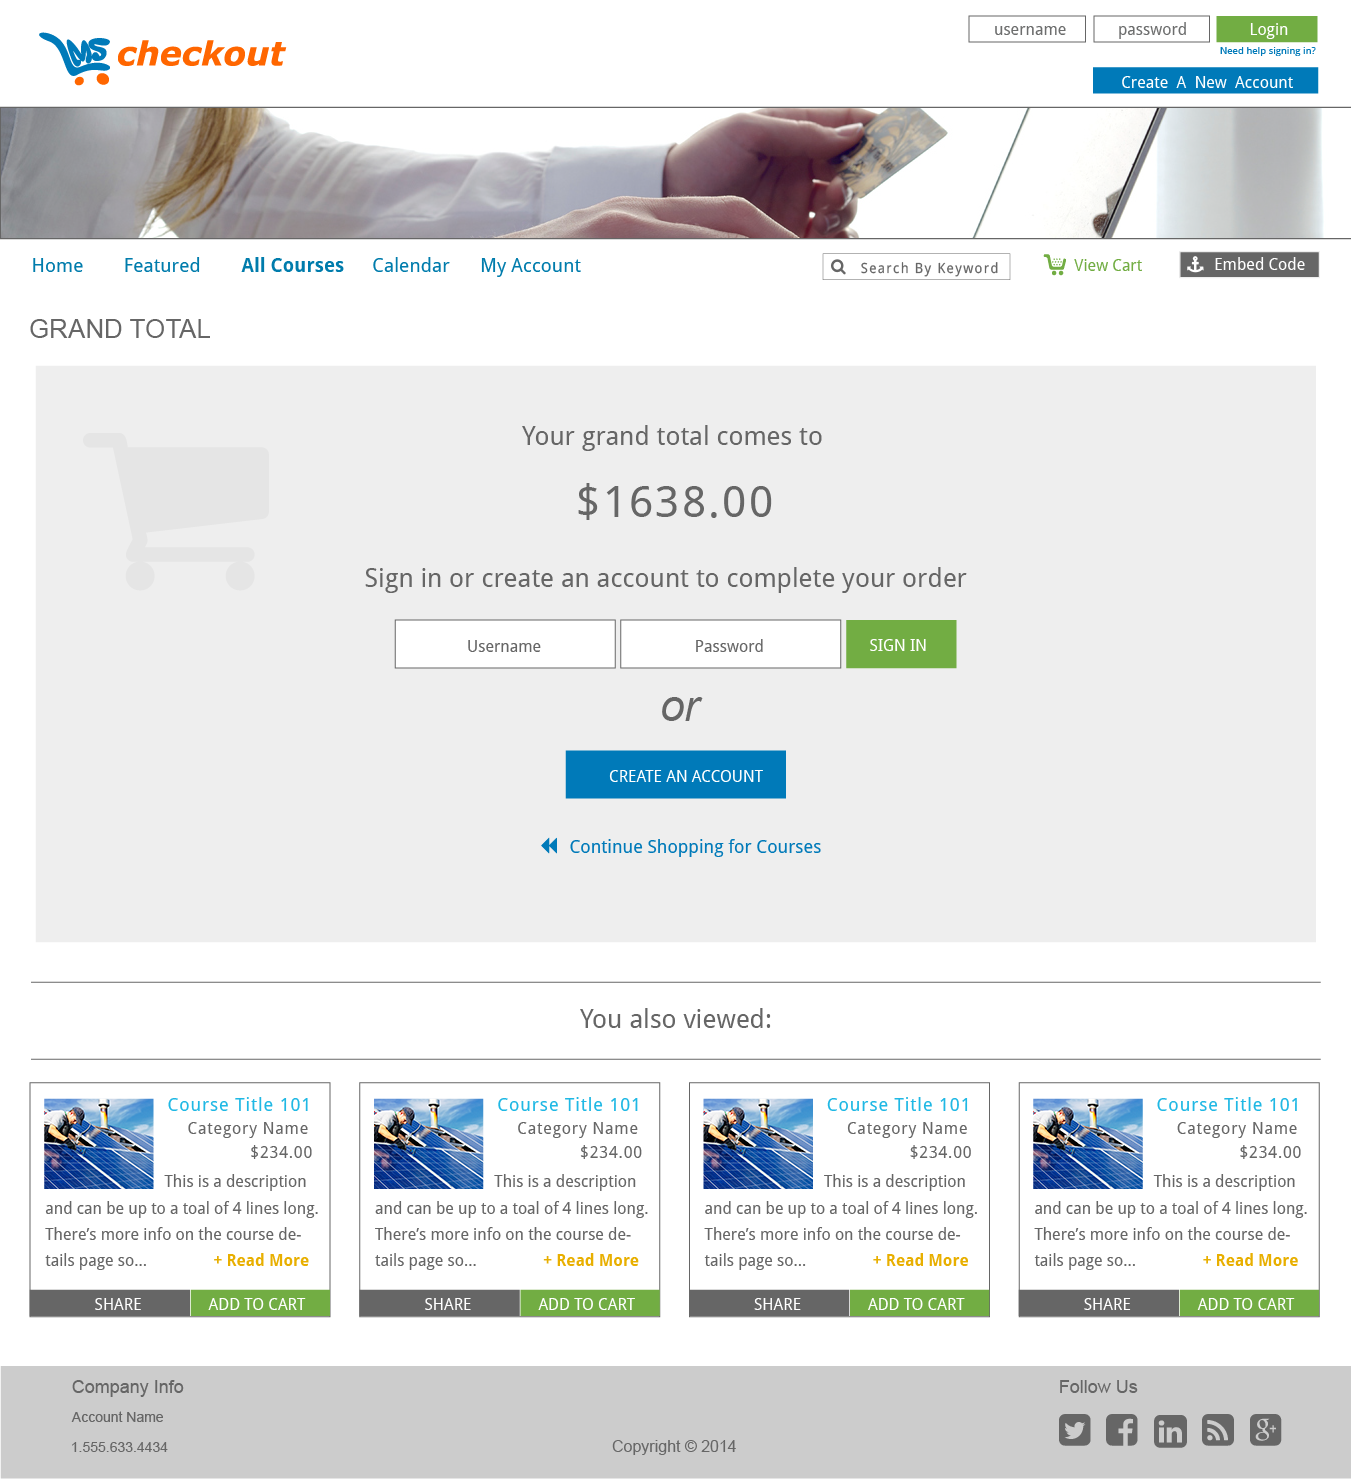 username password Login
Need help signing in?
MS checkout
Create A New Account
Home Featured All Courses Calendar My Account Search By Keyword View Cart Embed Code
GRAND TOTAL
Your grand total comes to
$1638.00
Sign in or create an account to complete your order
Username Password SIGN IN
or
CREATE AN ACCOUNT
Continue Shopping for Courses
You also viewed:
Course Title 101
Category Name
$234.00
This is a description
and can be up to a toal of 4 lines long.
There’s more info on the course de-
tails page so... + Read More
SHARE ADD TO CART
Course Title 101
Category Name
$234.00
This is a description
and can be up to a toal of 4 lines long.
There’s more info on the course de-
tails page so... + Read More
SHARE ADD TO CART
Course Title 101
Category Name
$234.00
This is a description
and can be up to a toal of 4 lines long.
There’s more info on the course de-
tails page so... + Read More
SHARE ADD TO CART
Course Title 101
Category Name
$234.00
This is a description
and can be up to a toal of 4 lines long.
There’s more info on the course de-
tails page so... + Read More
SHARE ADD TO CART
Company Info
Account Name
1.555.633.4434
Copyright © 2014
Follow Us